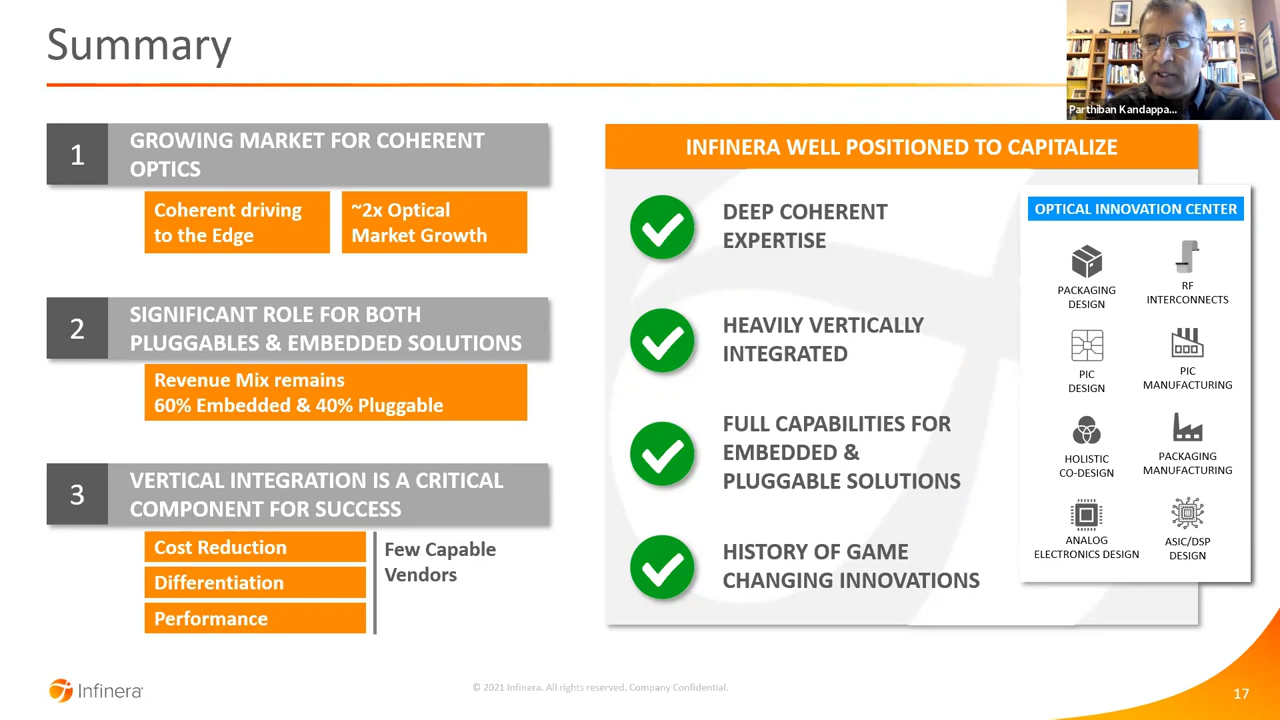 Summary
Parthiban Kandappa...
1
GROWING MARKET FOR COHERENT
OPTICS
Coherent driving
to the Edge
~2x Optical
Market Growth
2
SIGNIFICANT ROLE FOR BOTH
PLUGGABLES & EMBEDDED SOLUTIONS
Revenue Mix remains
60% Embedded & 40% Pluggable
3
VERTICAL INTEGRATION IS A CRITICAL
COMPONENT FOR SUCCESS
Cost Reduction
Differentiation
Performance
Few Capable
Vendors
INFINERA WELL POSITIONED TO CAPITALIZE
DEEP COHERENT
EXPERTISE
HEAVILY VERTICALLY
INTEGRATED
FULL CAPABILITIES FOR
EMBEDDED &
PLUGGABLE SOLUTIONS
HISTORY OF GAME
CHANGING INNOVATIONS
OPTICAL INNOVATION CENTER
PACKAGING
DESIGN
RF
INTERCONNECTS
PIC
DESIGN
PIC
MANUFACTURING
HOLISTIC
CO-DESIGN
PACKAGING
MANUFACTURING
ANALOG
ELECTRONICS DESIGN
ASIC/DSP
DESIGN
Infinera
© 2021 Infinera. All rights reserved. Company Confidential.
17